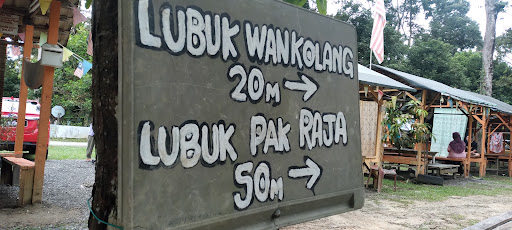 LUBUK WANKOLANG
20M →
LUBUK PAK RAJA
50M →